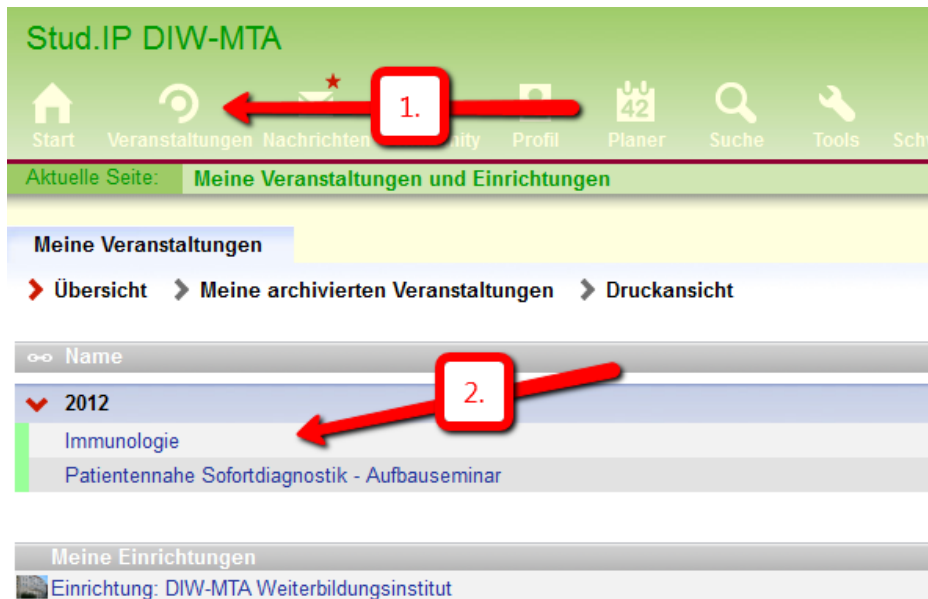 Stud.IP DIW-MTA
1.
42
Start Veranstaltungen Nachrichten Profil Planer Suche Tools
Aktuelle Seite: Meine Veranstaltungen und Einrichtungen
Meine Veranstaltungen
Übersicht Meine archivierten Veranstaltungen Druckansicht
Name
2012
2.
Immunologie
Patientennahe Sofortdiagnostik - Aufbauseminar
Meine Einrichtungen
Einrichtung: DIW-MTA Weiterbildungsinstitut